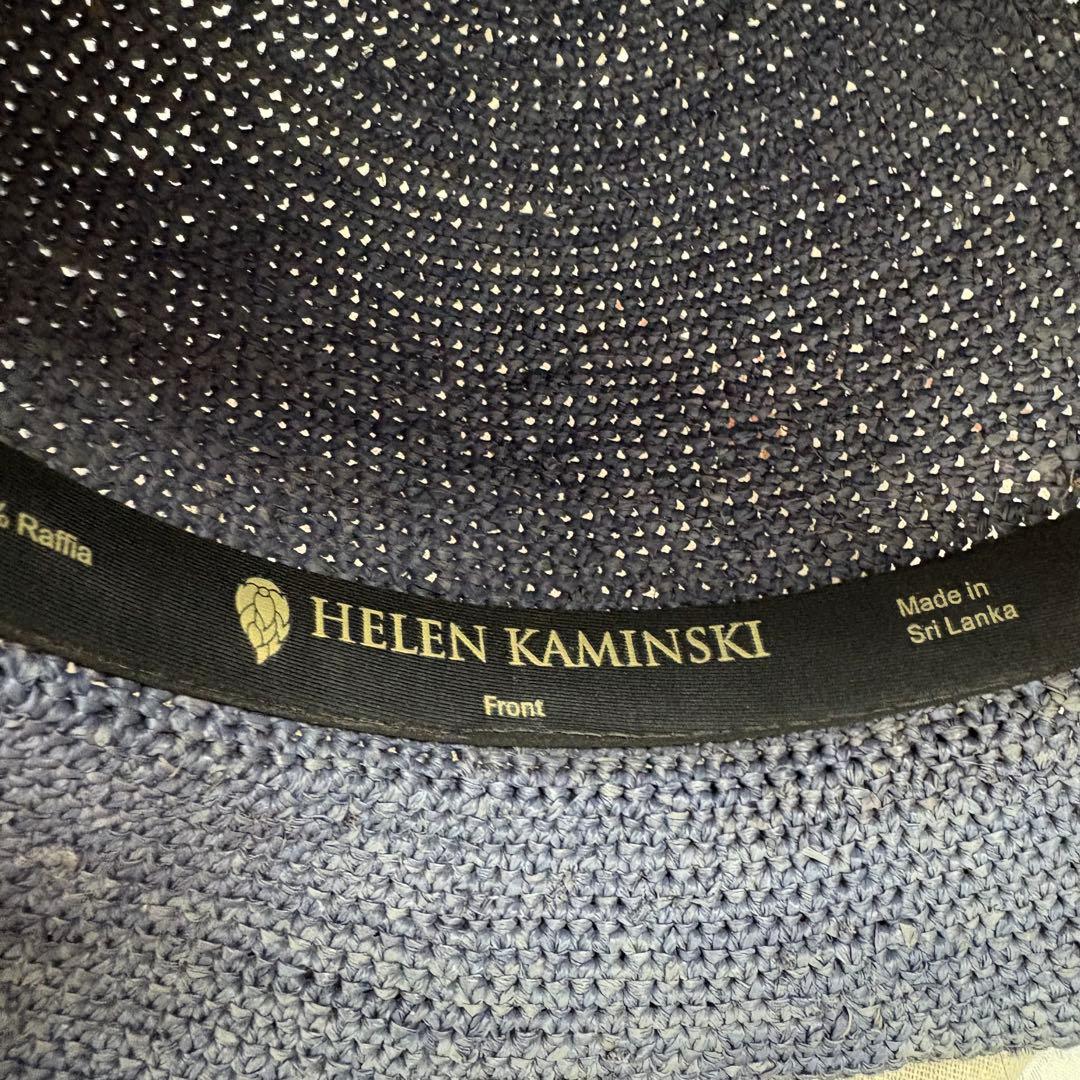 % Raffia
HELEN KAMINSKI
Front
Made in
Sri Lanka